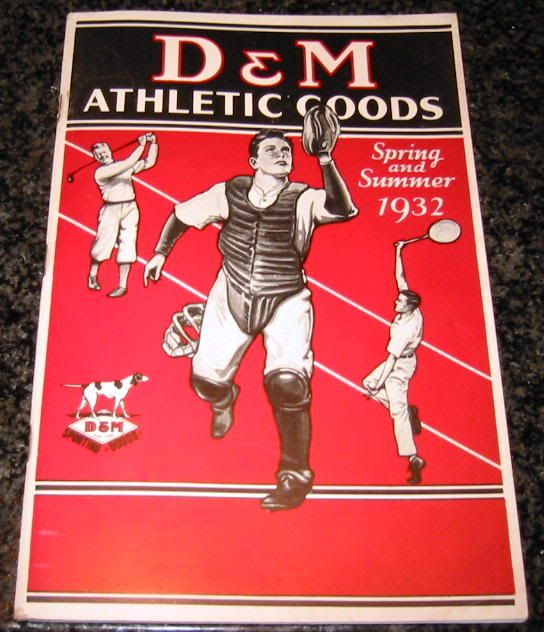 D & M
ATHLETIC GOODS
Spring
and
Summer
1932
D & M
SPORTING GOODS